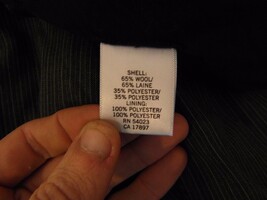 SHELL:
65% WOOL/
65% LAINE
35% POLYESTER/
35% POLYESTER
LINING:
100% POLYESTER/
100% POLYESTER
RN 54023
CA 17897